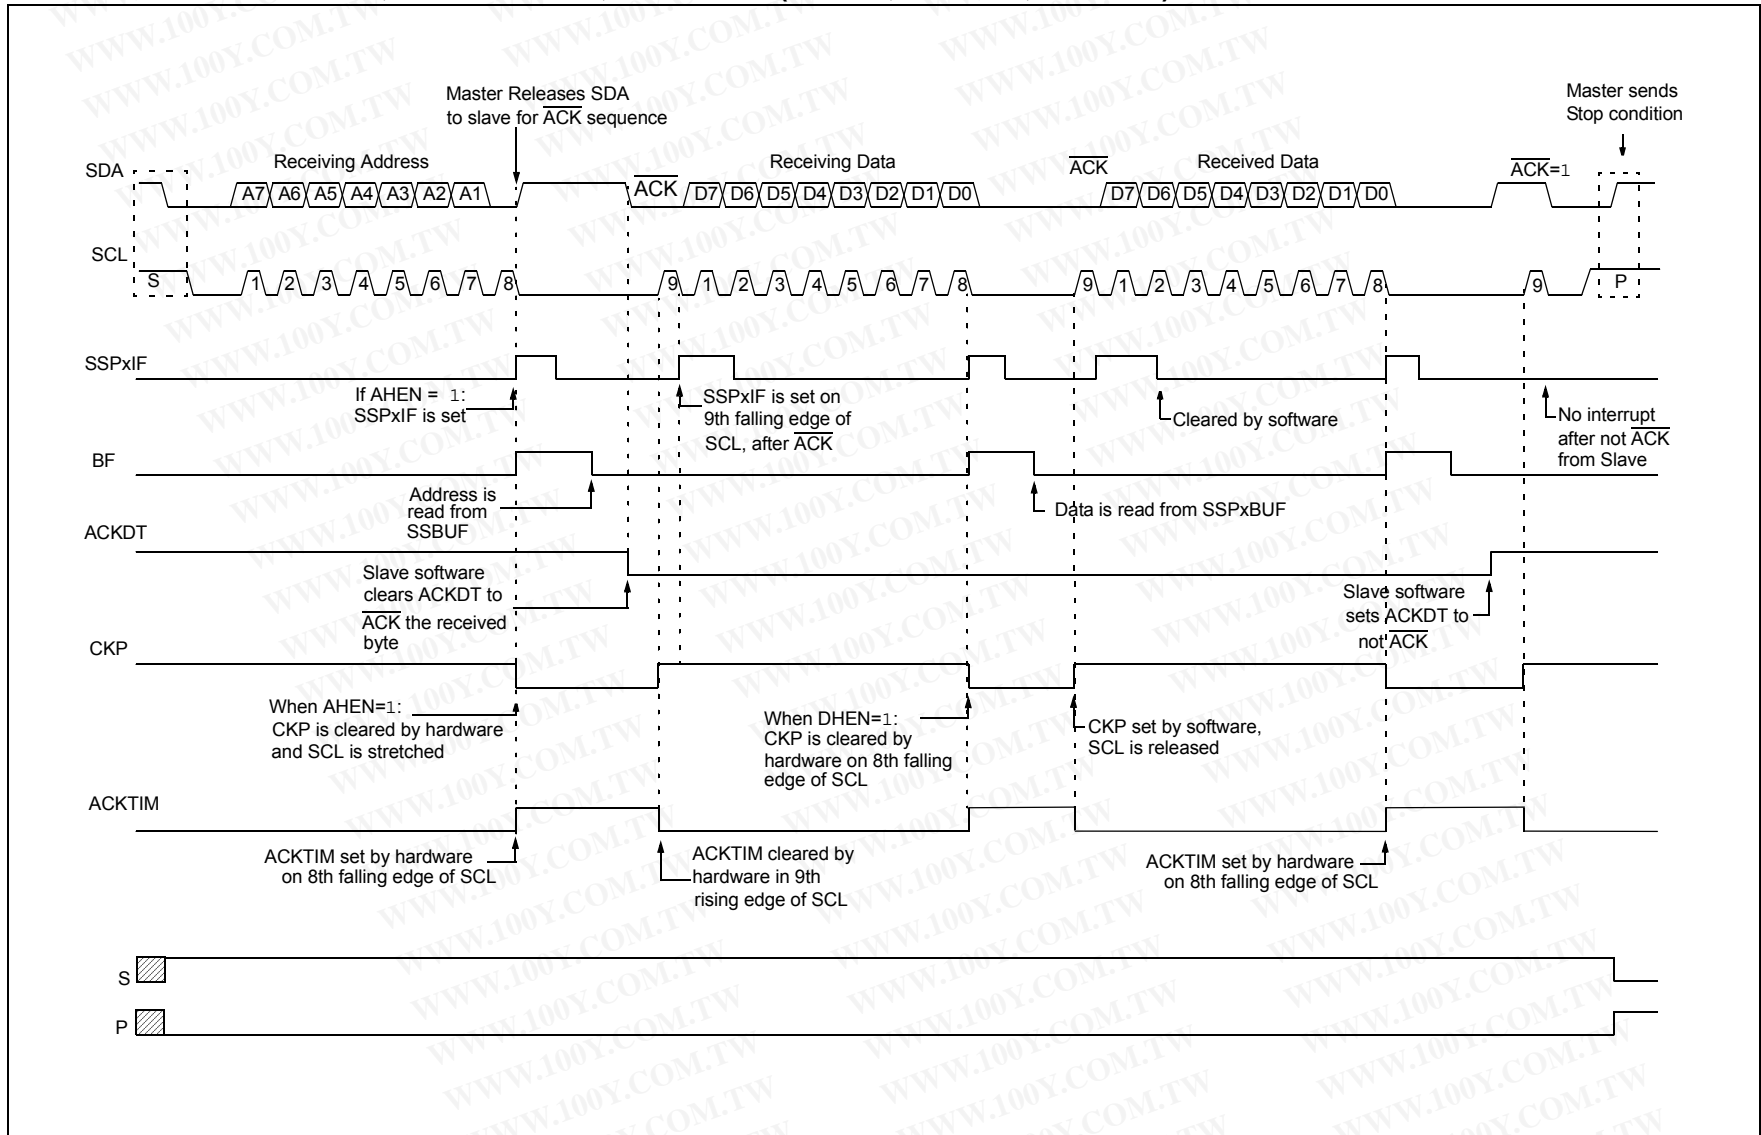 Master Releases SDA
to slave for ACK sequence
Master sends
Stop condition
SDA
Receiving Address
Receiving Data
ACK
Received Data
ACK=1
A7 A6 A5 A4 A3 A2 A1
ACK
D7 D6 D5 D4 D3 D2 D1 D0
D7 D6 D5 D4 D3 D2 D1 D0
SCL
S
1 2 3 4 5 6 7 8
9 1 2 3 4 5 6 7 8
9 1 2 3 4 5 6 7 8
9
P
SSPxIF
If AHEN = 1:
SSPxIF is set
SSPxIF is set on
9th falling edge of
SCL, after ACK
Cleared by software
No interrupt
after not ACK
from Slave
BF
Address is
read from
SSBUF
Data is read from SSPxBUF
ACKDT
Slave software
clears ACKDT to
ACK the received
byte
Slave software
sets ACKDT to
not ACK
CKP
When AHEN=1:
CKP is cleared by hardware
and SCL is stretched
When DHEN=1:
CKP is cleared by
hardware on 8th falling
edge of SCL
CKP set by software,
SCL is released
ACKTIM
ACKTIM set by hardware
on 8th falling edge of SCL
ACKTIM cleared by
hardware in 9th
rising edge of SCL
ACKTIM set by hardware
on 8th falling edge of SCL
S
P
WWW.100Y.COM.TW